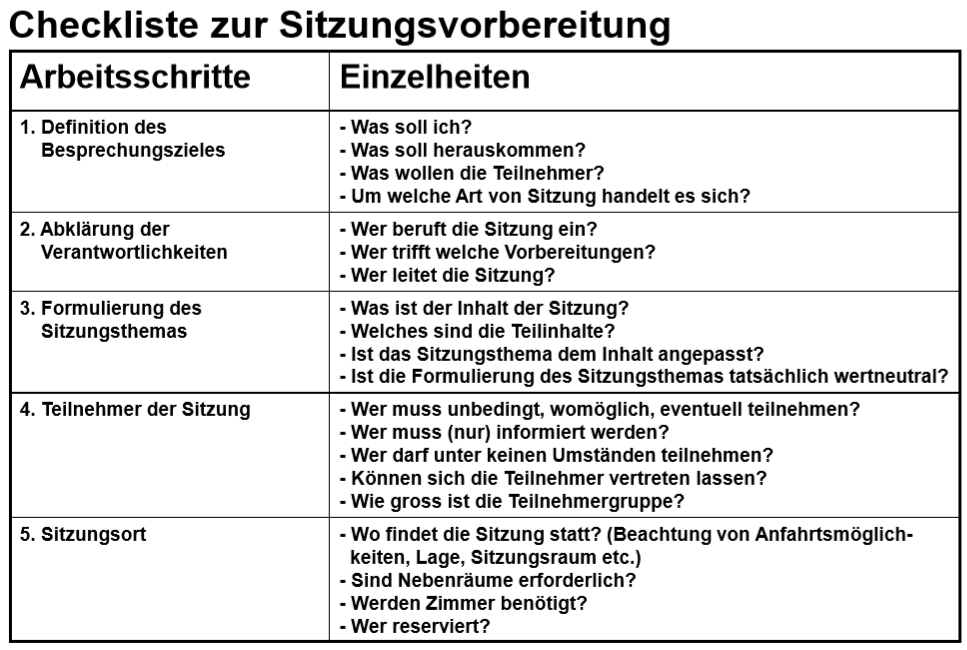 Checkliste zur Sitzungsvorbereitung
Arbeitsschritte
Einzelheiten
1. Definition des
Besprechungszieles
- Was soll ich?
- Was soll herauskommen?
- Was wollen die Teilnehmer?
- Um welche Art von Sitzung handelt es sich?
2. Abklärung der
Verantwortlichkeiten
- Wer beruft die Sitzung ein?
- Wer trifft welche Vorbereitungen?
- Wer leitet die Sitzung?
3. Formulierung des
Sitzungsthemas
- Was ist der Inhalt der Sitzung?
- Welches sind die Teilinhalte?
- Ist das Sitzungsthema dem Inhalt angepasst?
- Ist die Formulierung des Sitzungsthemas tatsächlich wertneutral?
4. Teilnehmer der Sitzung
- Wer muss unbedingt, womöglich, eventuell teilnehmen?
- Wer muss (nur) informiert werden?
- Wer darf unter keinen Umständen teilnehmen?
- Können sich die Teilnehmer vertreten lassen?
- Wie gross ist die Teilnehmergruppe?
5. Sitzungsort
- Wo findet die Sitzung statt? (Beachtung von Anfahrtsmöglich-
keiten, Lage, Sitzungsraum etc.)
- Sind Nebenräume erforderlich?
- Werden Zimmer benötigt?
- Wer reserviert?